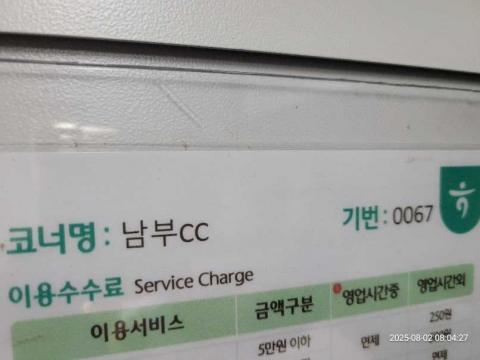 코너명 : 남부CC
기번 : 0067
이용수수료 Service Charge
이용서비스 금액구분 영업시간중 영업시간외
250원
5만원 이하 면제
면제
2025-08-02 08:04:27